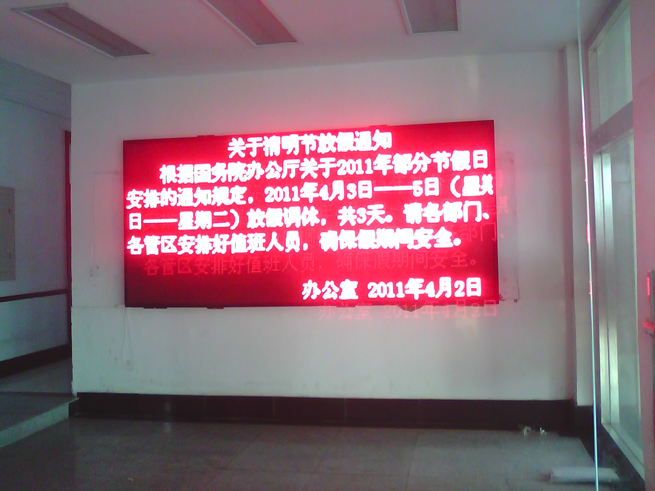 关于清明节放假通知
根据国务院办公厅关于2011年部分节假日
安排的通知规定，2011年4月3日——5日（星期
日——星期二）放假调休，共3天。请各部门、
各管区安排好值班人员，确保假期间安全。
办公室 2011年4月2日